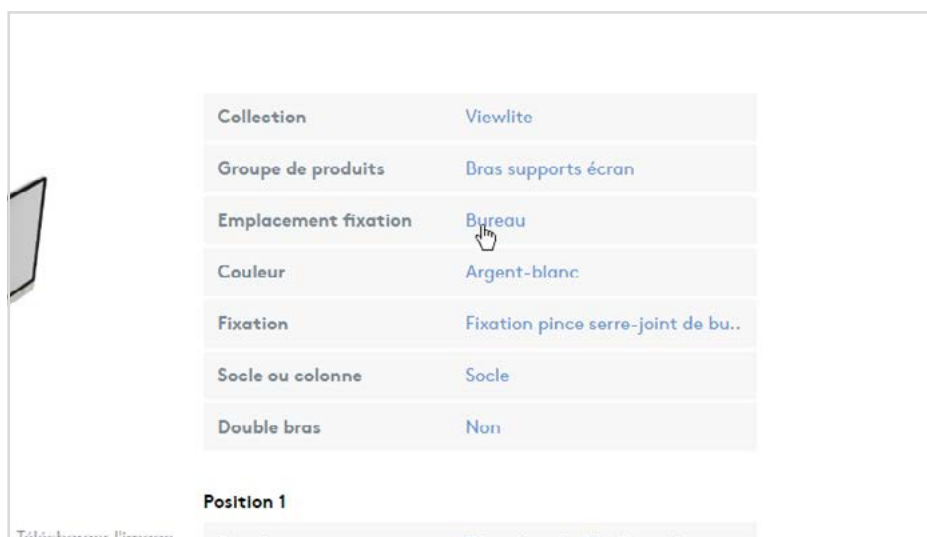 Collection Viewlite
Groupe de produits Bras supports écran
Emplacement fixation Bureau
Couleur Argent-blanc
Fixation Fixation pince serre-joint de bu..
Socle ou colonne Socle
Double bras Non
Position 1